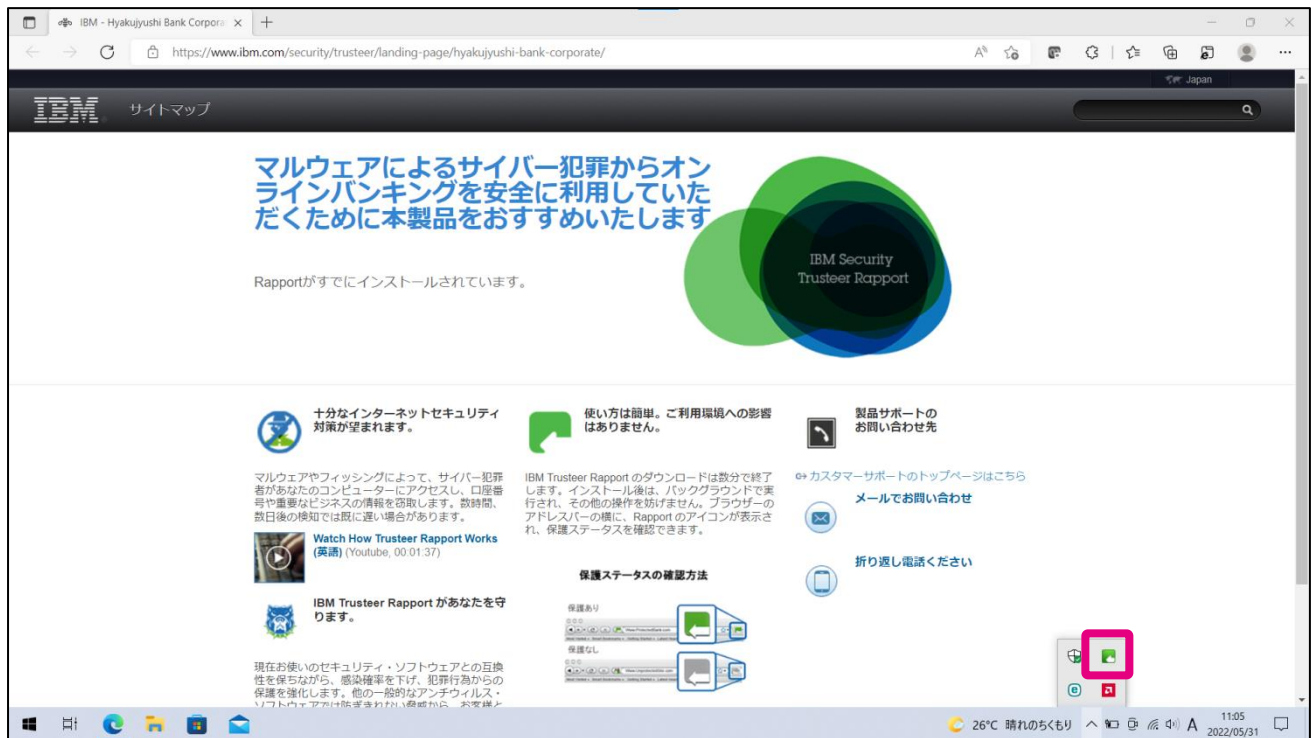 IBM - Hyakujyushi Bank Corpora
https://www.ibm.com/security/trusteer/landing-page/hyakujyushi-bank-corporate/
Japan
IBM
サイトマップ
マルウェアによるサイバー犯罪からオン
ラインバンキングを安全に利用していた
だくために本製品をおすすめいたします
Rapportがすでにインストールされています。
IBM Security
Trusteer Rapport
十分なインターネットセキュリティ
対策が望まれます。
マルウェアやフィッシングによって、サイバー犯罪
者があなたのコンピューターにアクセスし、口座番
号や重要なビジネスの情報を窃取します。数時間、
数日後の検知では既に遅い場合があります。
Watch How Trusteer Rapport Works
(英語) (Youtube, 00:01:37)
IBM Trusteer Rapport があなたを守
ります。
現在お使いのセキュリティ・ソフトウェアとの互換
性を保ちながら、感染確率を下げ、犯罪行為からの
保護を強化します。他の一般的なアンチウィルス・
ソフトウェアでは防ぎきれない脅威から、お客様と
使い方は簡単。ご利用環境への影響
はありません。
IBM Trusteer Rapport のダウンロードは数分で終了
します。インストール後は、バックグラウンドで実
行され、その他の操作を妨げません。ブラウザーの
アドレスバーの横に、Rapport のアイコンが表示さ
れ、保護ステータスを確認できます。
保護ステータスの確認方法
保護あり
保護なし
製品サポートの
お問い合わせ先
カスタマーサポートのトップページはこちら
メールでお問い合わせ
折り返し電話ください
26°C 晴れのちくもり
A
11:05
2022/05/31